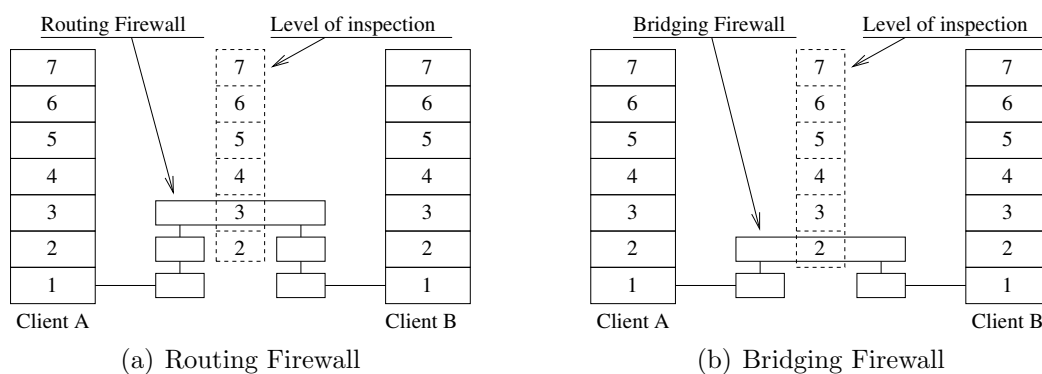 Routing Firewall Level of inspection
7 7 7
6 6 6
5 5 5
4 4 4
3 3 3
2 2 2
1 1
Client A Client B
(a) Routing Firewall
Bridging Firewall Level of inspection
7 7 7
6 6 6
5 5 5
4 4 4
3 3 3
2 2 2
1 1
Client A Client B
(b) Bridging Firewall